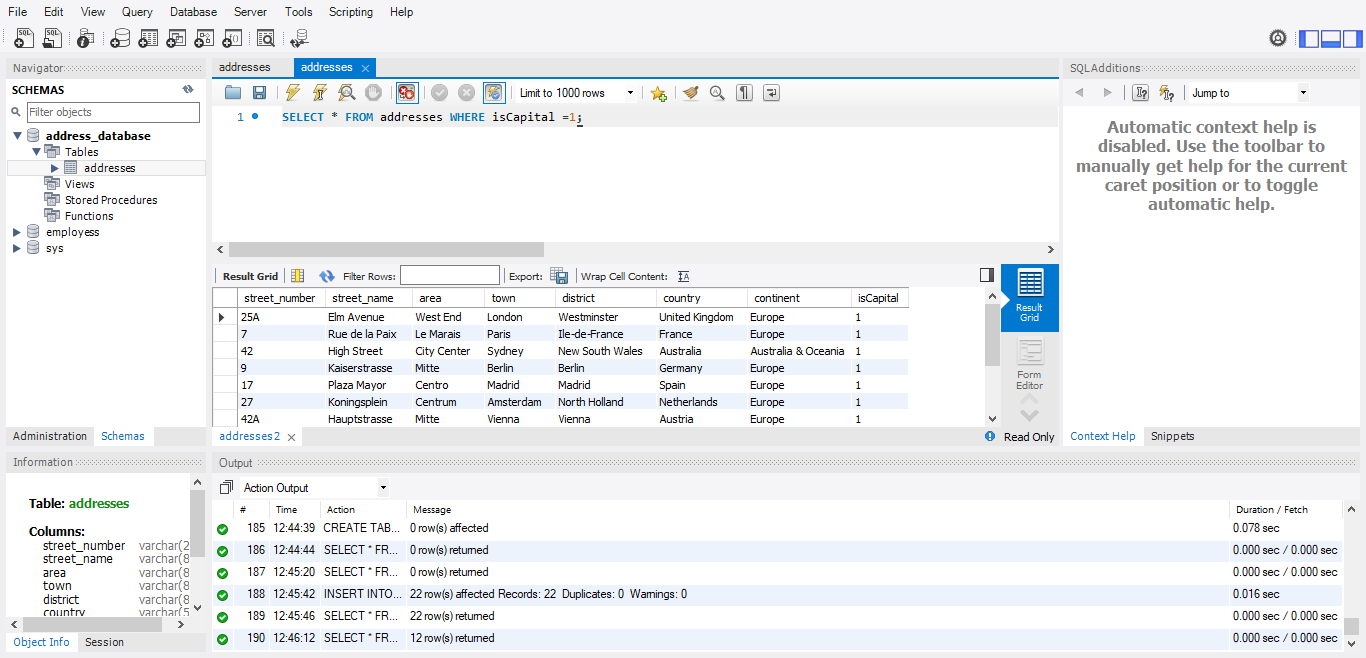 File Edit View Query Database Server Tools Scripting Help
Navigator
SCHEMAS
Filter objects
address_database
Tables
addresses
Views
Stored Procedures
Functions
employess
sys
Administration Schemas
addresses addresses
Limit to 1000 rows
1 SELECT * FROM addresses WHERE isCapital =1;
Result Grid Filter Rows: Export: Wrap Cell Content:
street_number street_name area town district country continent isCapital
25A Elm Avenue West End London Westminster United Kingdom Europe 1
7 Rue de la Paix Le Marais Paris Ile-de-France France Europe 1
42 High Street City Center Sydney New South Wales Australia Australia & Oceania 1
9 Kaiserstrasse Mitte Berlin Berlin Germany Europe 1
17 Plaza Mayor Centro Madrid Madrid Spain Europe 1
27 Koningsplein Centrum Amsterdam North Holland Netherlands Europe 1
42A Hauptstrasse Mitte Vienna Vienna Austria Europe 1
Result
Grid
Form
Editor
addresses2 Read Only
SQLAdditions
Jump to
Automatic context help is
disabled. Use the toolbar to
manually get help for the current
caret position or to toggle
automatic help.
Context Help Snippets
Information
Table: addresses
Columns:
street_number varchar(2
street_name varchar(8
area varchar(8
town varchar(8
district varchar(8
country varchar(5
Object Info Session
Output
Action Output
# Time Action Message Duration / Fetch
185 12:44:39 CREATE TAB... 0 row(s) affected 0.078 sec
186 12:44:44 SELECT * FR... 0 row(s) returned 0.000 sec / 0.000 sec
187 12:45:20 SELECT * FR... 0 row(s) returned 0.000 sec / 0.000 sec
188 12:45:42 INSERT INTO... 22 row(s) affected Records: 22 Duplicates: 0 Warnings: 0 0.016 sec
189 12:45:46 SELECT * FR... 22 row(s) returned 0.000 sec / 0.000 sec
190 12:46:12 SELECT * FR... 12 row(s) returned 0.000 sec / 0.000 sec